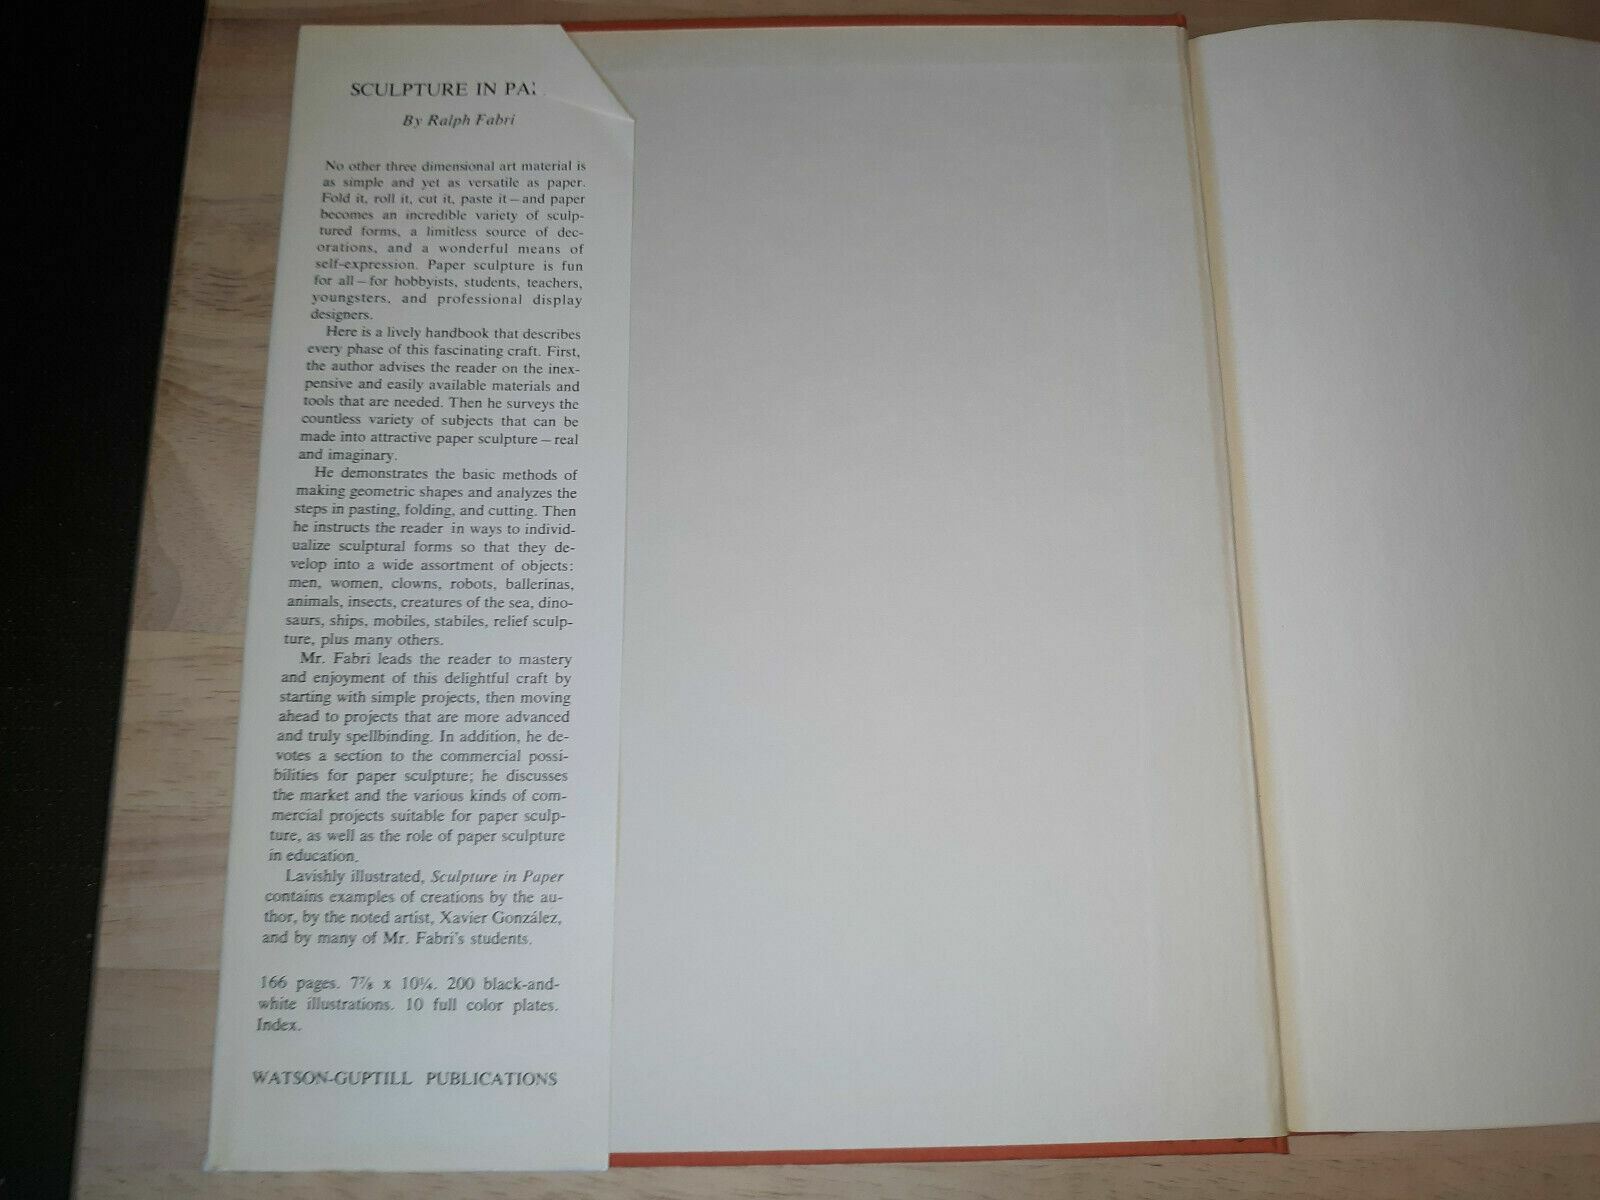 SCULPTURE IN PA
By Ralph Fabri
No other three dimensional art material is
as simple and yet as versatile as paper.
Fold it, roll it, cut it, paste it – and paper
becomes an incredible variety of sculp-
tured forms, a limitless source of dec-
orations, and a wonderful means of
self-expression. Paper sculpture is fun
for all – for hobbyists, students, teachers,
youngsters, and professional display
designers.
Here is a lively handbook that describes
every phase of this fascinating craft. First,
the author advises the reader on the inex-
pensive and easily available materials and
tools that are needed. Then he surveys the
countless variety of subjects that can be
made into attractive paper sculpture – real
and imaginary.
He demonstrates the basic methods of
making geometric shapes and analyzes the
steps in pasting, folding, and cutting. Then
he instructs the reader in ways to individ-
ualize sculptural forms so that they de-
velop into a wide assortment of objects:
men, women, clowns, robots, ballerinas,
animals, insects, creatures of the sea, dino-
saurs, ships, mobiles, stabiles, relief sculp-
ture, plus many others.
Mr. Fabri leads the reader to mastery
and enjoyment of this delightful craft by
starting with simple projects, then moving
ahead to projects that are more advanced
and truly spellbinding. In addition, he de-
votes a section to the commercial possi-
bilities for paper sculpture; he discusses
the market and the various kinds of com-
mercial projects suitable for paper sculp-
ture, as well as the role of paper sculpture
in education.
Lavishly illustrated, Sculpture in Paper
contains examples of creations by the au-
thor, by the noted artist, Xavier González,
and by many of Mr. Fabri's students.
166 pages. 7⅞ x 10¼. 200 black-and-
white illustrations. 10 full color plates.
Index.
WATSON-GUPTILL PUBLICATIONS